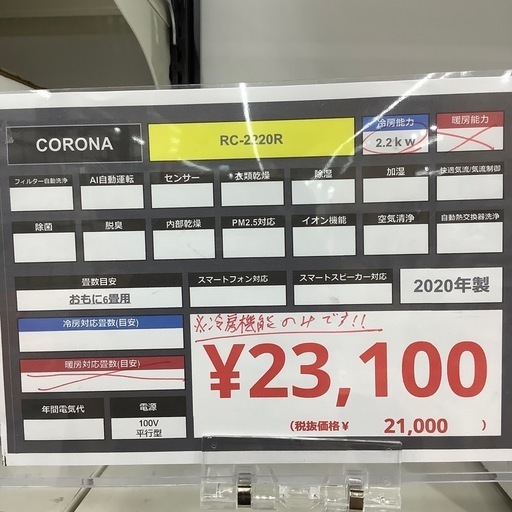 CORONA
RC-2220R
冷房能力
2.2kw
暖房能力
フィルター自動洗浄
AI自動運転
センサー
衣類乾燥
除湿
加湿
快適気流/気流制御
除菌
脱臭
内部乾燥
PM2.5対応
イオン機能
空気清浄
自動熱交換器洗浄
畳数目安
おもに6畳用
スマートフォン対応
スマートスピーカー対応
2020年製
冷房対応畳数(目安)
※冷房機能のみです!!
暖房対応畳数(目安)
¥23,100
年間電気代
電源
100V
平行型
(税抜価格¥ 21,000 )